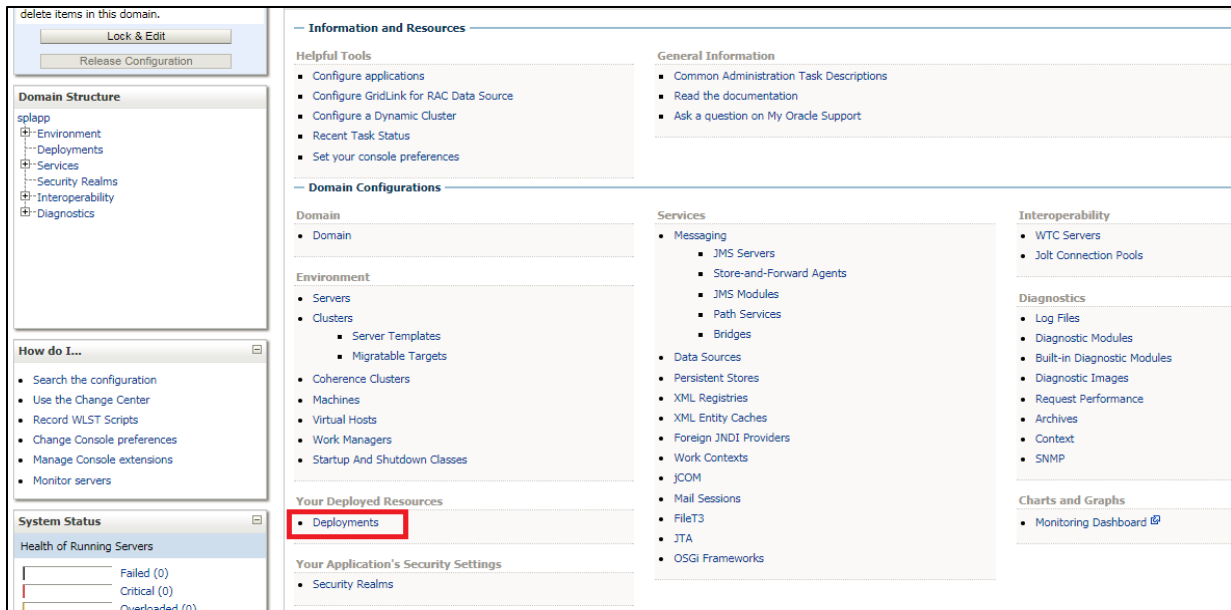 delete items in this domain.
Lock & Edit
Release Configuration
Domain Structure
splapp
Environment
Deployments
Services
Security Realms
Interoperability
Diagnostics
How do I...
Search the configuration
Use the Change Center
Record WLST Scripts
Change Console preferences
Manage Console extensions
Monitor servers
System Status
Health of Running Servers
Failed (0)
Critical (0)
Overloaded (0)
Information and Resources
Helpful Tools
Configure applications
Configure GridLink for RAC Data Source
Configure a Dynamic Cluster
Recent Task Status
Set your console preferences
General Information
Common Administration Task Descriptions
Read the documentation
Ask a question on My Oracle Support
Domain Configurations
Domain
Domain
Environment
Servers
Clusters
Server Templates
Migratable Targets
Coherence Clusters
Machines
Virtual Hosts
Work Managers
Startup And Shutdown Classes
Your Deployed Resources
Deployments
Your Application's Security Settings
Security Realms
Services
Messaging
JMS Servers
Store-and-Forward Agents
JMS Modules
Path Services
Bridges
Data Sources
Persistent Stores
XML Registries
XML Entity Caches
Foreign JNDI Providers
Work Contexts
jCOM
Mail Sessions
FileT3
JTA
OSGi Frameworks
Interoperability
WTC Servers
Jolt Connection Pools
Diagnostics
Log Files
Diagnostic Modules
Built-in Diagnostic Modules
Diagnostic Images
Request Performance
Archives
Context
SNMP
Charts and Graphs
Monitoring Dashboard